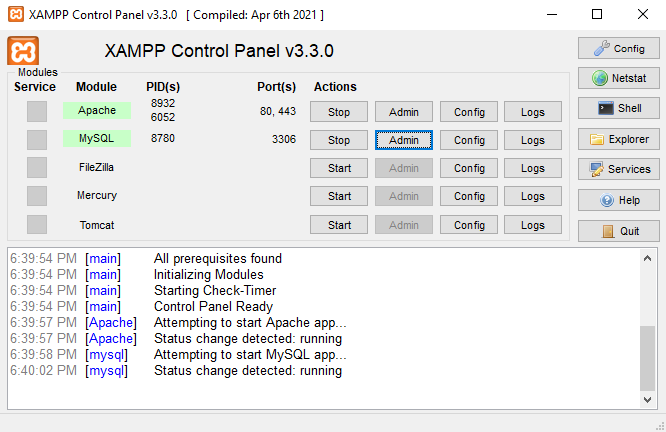 XAMPP Control Panel v3.3.0 [ Compiled: Apr 6th 2021 ]
XAMPP Control Panel v3.3.0
Config
Modules
Service Module PID(s) Port(s) Actions
Netstat
Apache 8932 6052 80, 443 Stop Admin Config Logs
Shell
MySQL 8780 3306 Stop Admin Config Logs
Explorer
FileZilla Start Admin Config Logs
Services
Mercury Start Admin Config Logs
Help
Tomcat Start Admin Config Logs
Quit
6:39:54 PM [main] All prerequisites found
6:39:54 PM [main] Initializing Modules
6:39:54 PM [main] Starting Check-Timer
6:39:54 PM [main] Control Panel Ready
6:39:57 PM [Apache] Attempting to start Apache app...
6:39:57 PM [Apache] Status change detected: running
6:39:58 PM [mysql] Attempting to start MySQL app...
6:40:02 PM [mysql] Status change detected: running